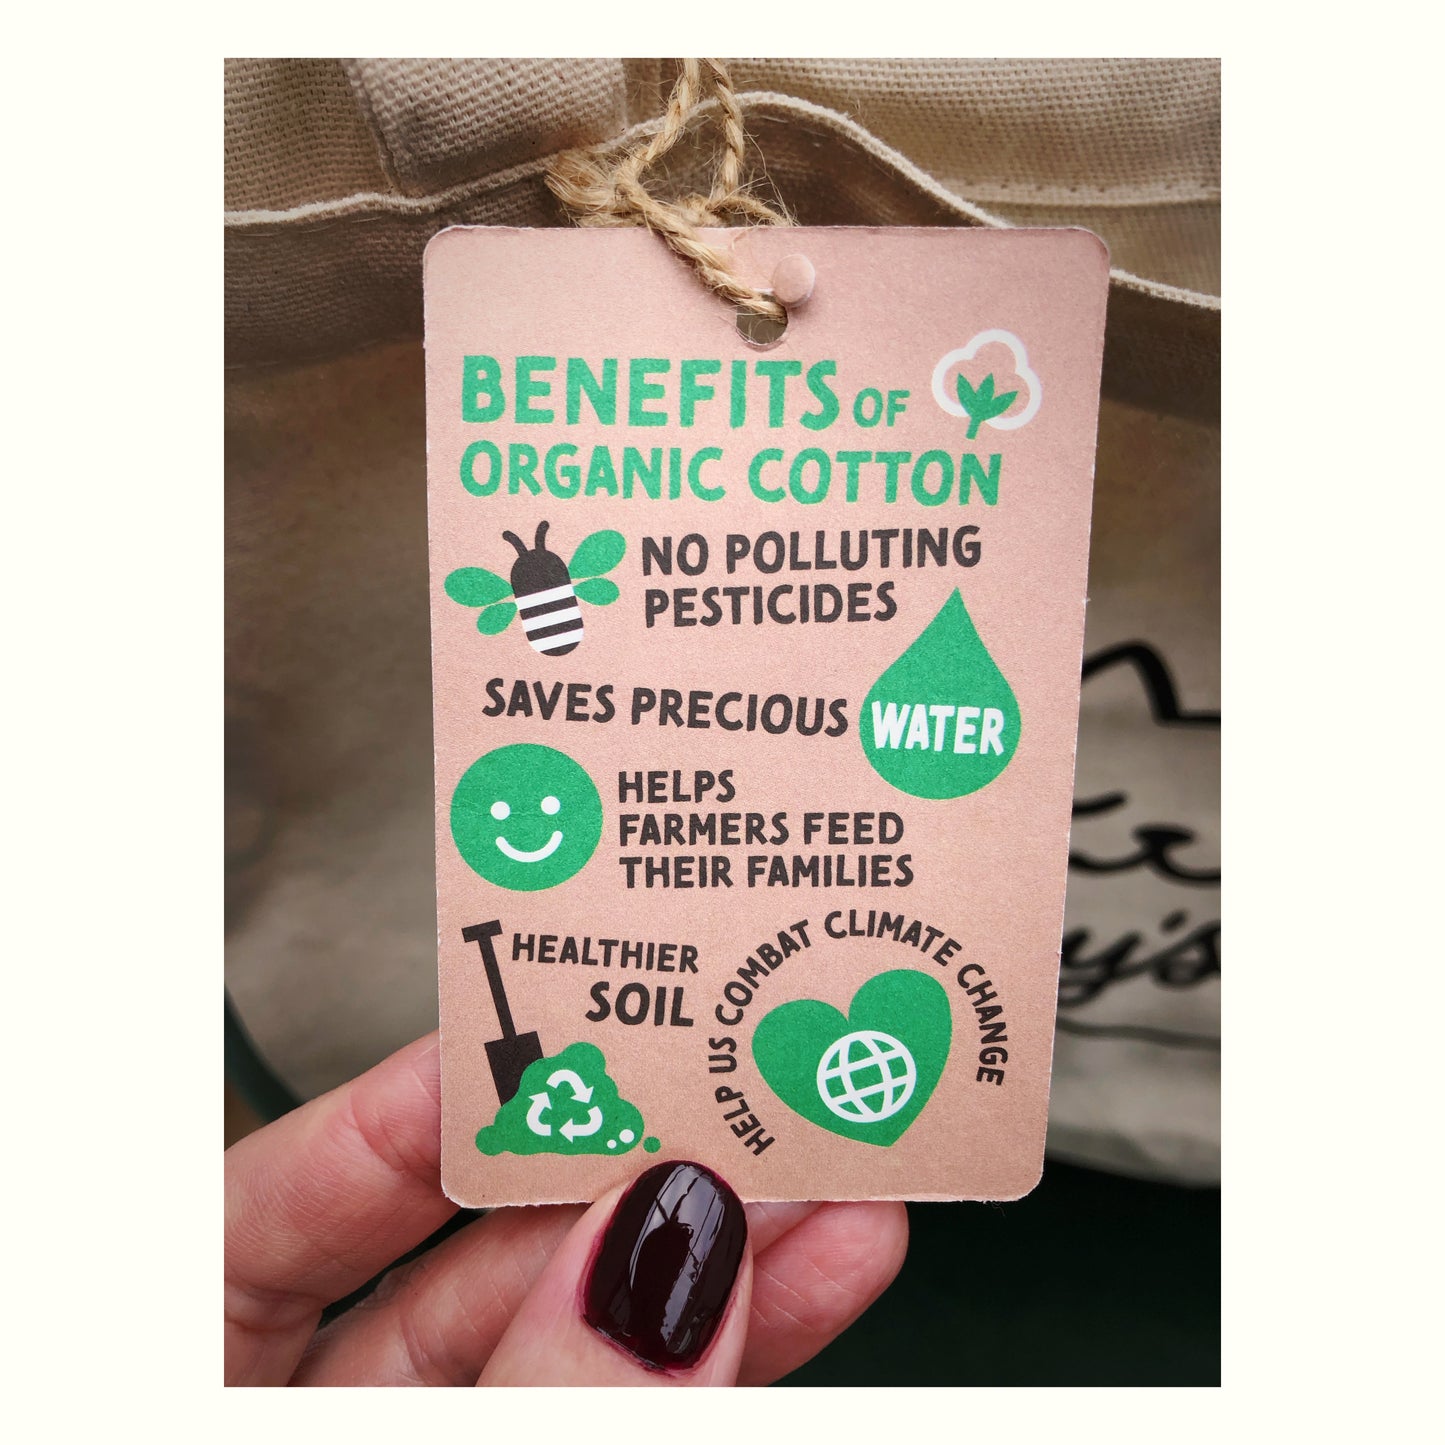 BENEFITS OF
ORGANIC COTTON
NO POLLUTING
PESTICIDES
SAVES PRECIOUS WATER
HELPS
FARMERS FEED
THEIR FAMILIES
HEALTHIER
SOIL
HELP US COMBAT CLIMATE CHANGE